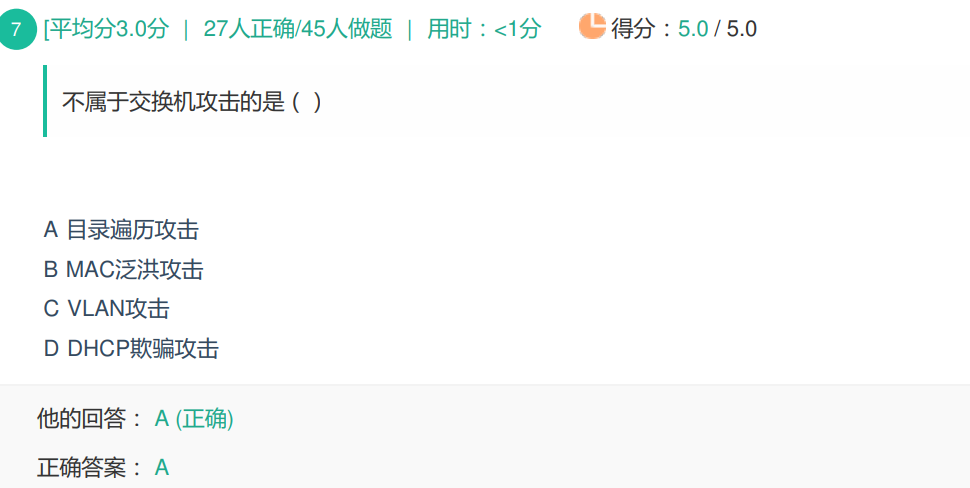 7 [平均分3.0分 | 27人正确/45人做题 | 用时：<1分 得分：5.0 / 5.0
不属于交换机攻击的是（ ）
A 目录遍历攻击
B MAC泛洪攻击
C VLAN攻击
D DHCP欺骗攻击
他的回答： A (正确)
正确答案： A